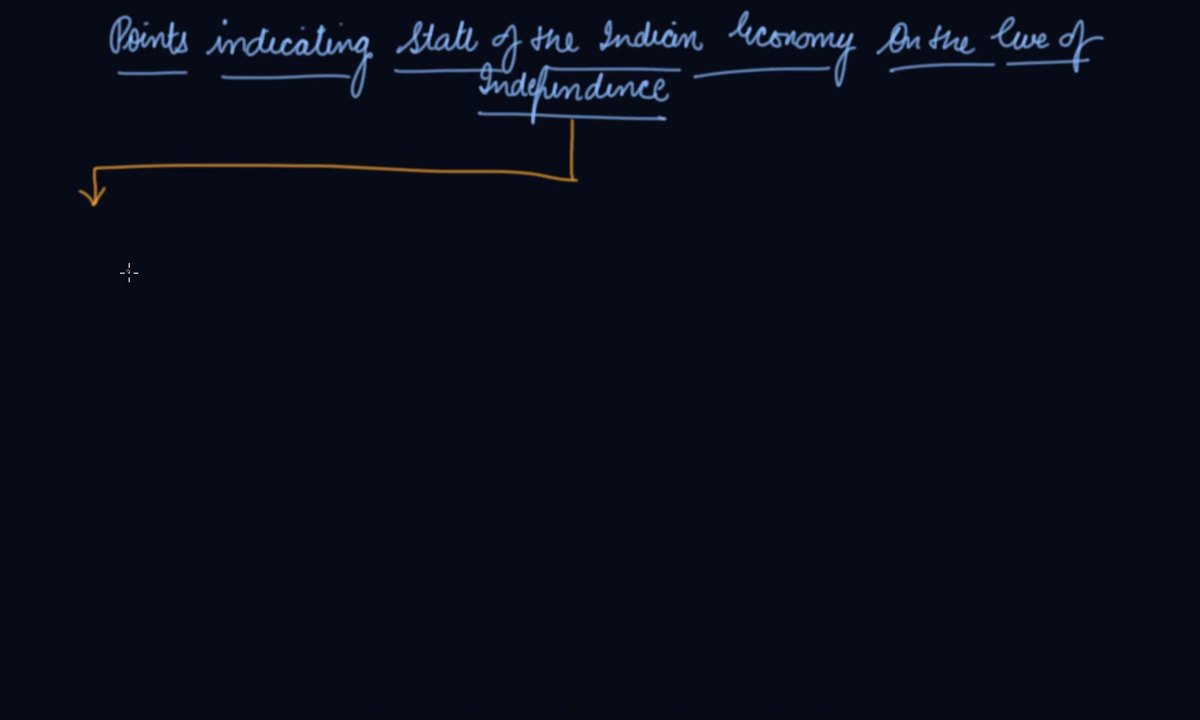 Points indicating State of the Indian Economy On the Eve of
Independence